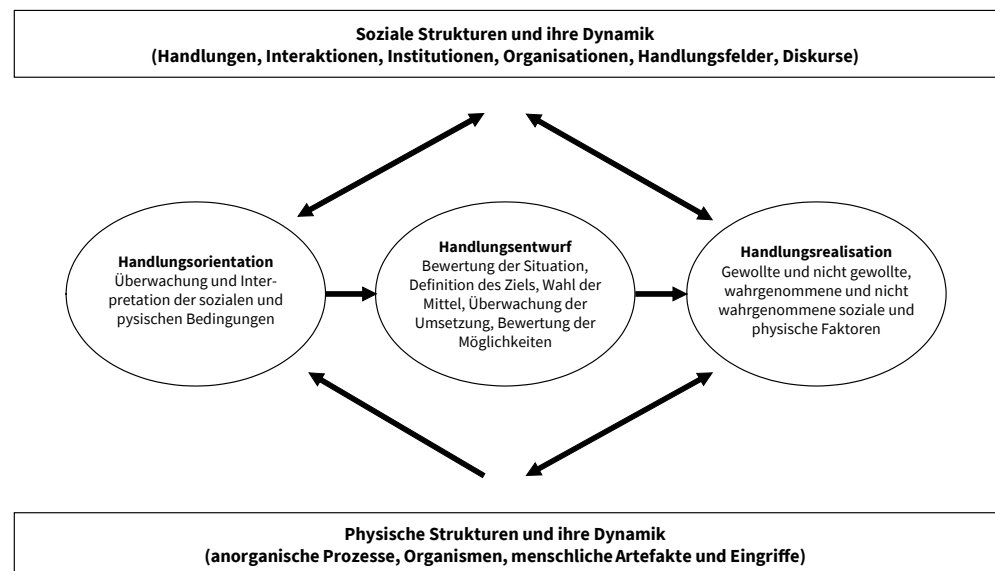 Soziale Strukturen und ihre Dynamik
(Handlungen, Interaktionen, Institutionen, Organisationen, Handlungsfelder, Diskurse)
Handlungsorientation
Überwachung und Inter-
pretation der sozialen und
pysischen Bedingungen
Handlungsentwurf
Bewertung der Situation,
Definition des Ziels, Wahl der
Mittel, Überwachung der
Umsetzung, Bewertung der
Möglichkeiten
Handlungsrealisation
Gewollte und nicht gewollte,
wahrgenommene und nicht
wahrgenommene soziale und
physische Faktoren
Physische Strukturen und ihre Dynamik
(anorganische Prozesse, Organismen, menschliche Artefakte und Eingriffe)